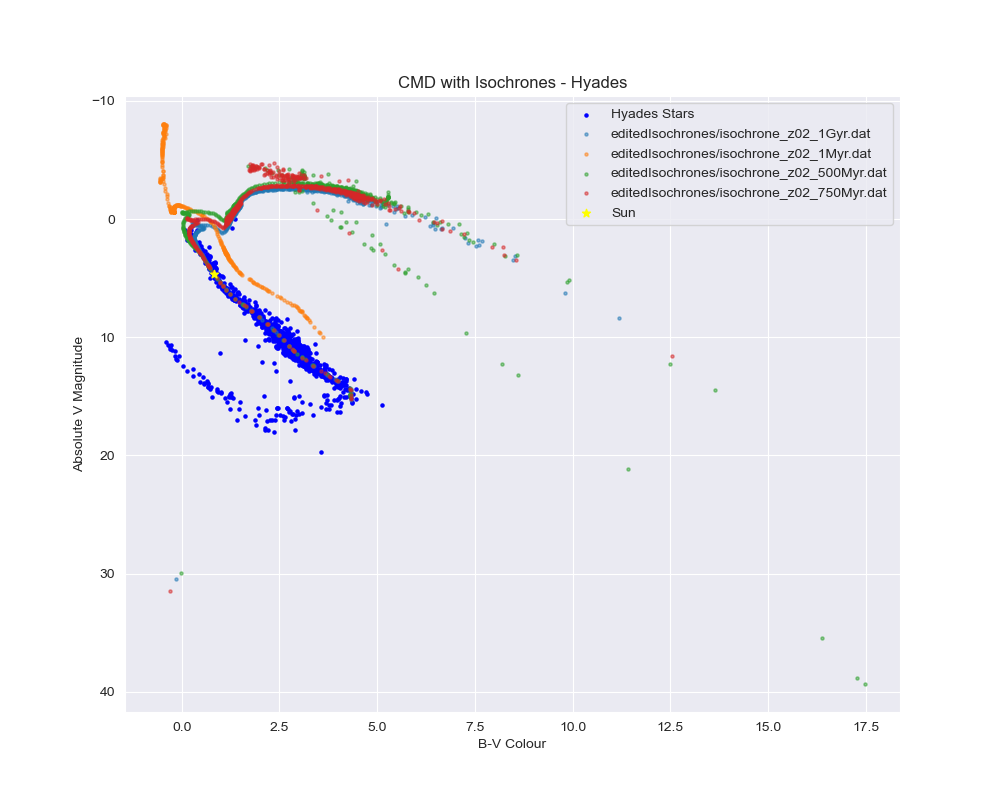 CMD with Isochrones - Hyades
Hyades Stars
editedIsochrones/isochrone_z02_1Gyr.dat
editedIsochrones/isochrone_z02_1Myr.dat
editedIsochrones/isochrone_z02_500Myr.dat
editedIsochrones/isochrone_z02_750Myr.dat
Sun
Absolute V Magnitude
−10
0
10
20
30
40
0.0 2.5 5.0 7.5 10.0 12.5 15.0 17.5
B-V Colour